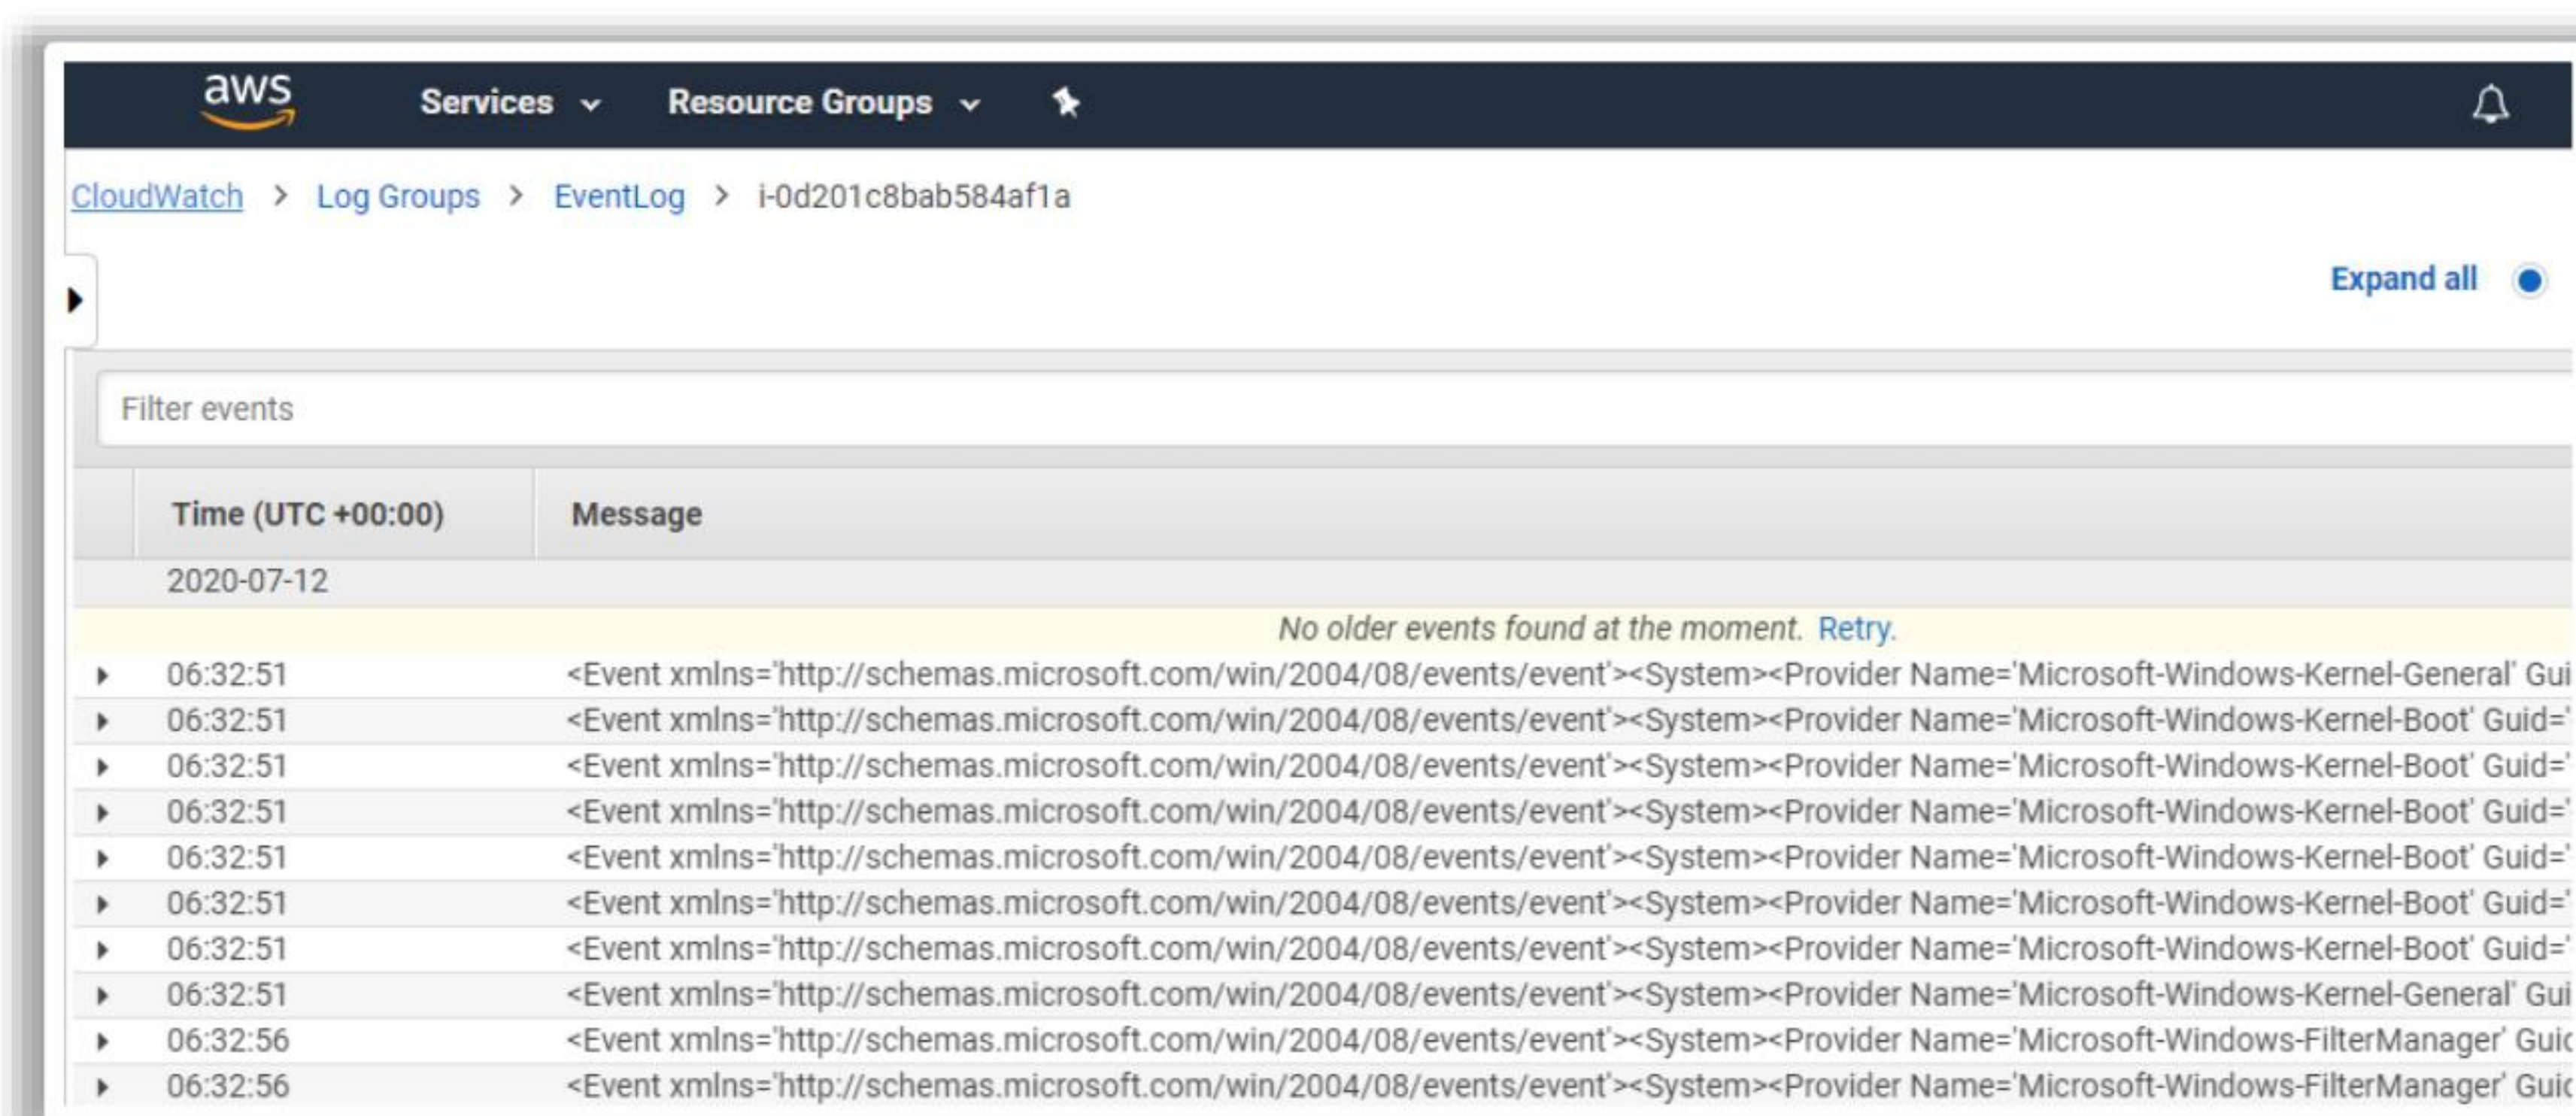 aws Services Resource Groups
CloudWatch > Log Groups > EventLog > i-0d201c8bab584af1a
Expand all
Filter events
Time (UTC +00:00) Message
2020-07-12
No older events found at the moment. Retry.
06:32:51 <Event xmlns='http://schemas.microsoft.com/win/2004/08/events/event'><System><Provider Name='Microsoft-Windows-Kernel-General' Gui
06:32:51 <Event xmlns='http://schemas.microsoft.com/win/2004/08/events/event'><System><Provider Name='Microsoft-Windows-Kernel-Boot' Guid='
06:32:51 <Event xmlns='http://schemas.microsoft.com/win/2004/08/events/event'><System><Provider Name='Microsoft-Windows-Kernel-Boot' Guid='
06:32:51 <Event xmlns='http://schemas.microsoft.com/win/2004/08/events/event'><System><Provider Name='Microsoft-Windows-Kernel-Boot' Guid='
06:32:51 <Event xmlns='http://schemas.microsoft.com/win/2004/08/events/event'><System><Provider Name='Microsoft-Windows-Kernel-Boot' Guid='
06:32:51 <Event xmlns='http://schemas.microsoft.com/win/2004/08/events/event'><System><Provider Name='Microsoft-Windows-Kernel-Boot' Guid='
06:32:51 <Event xmlns='http://schemas.microsoft.com/win/2004/08/events/event'><System><Provider Name='Microsoft-Windows-Kernel-Boot' Guid='
06:32:51 <Event xmlns='http://schemas.microsoft.com/win/2004/08/events/event'><System><Provider Name='Microsoft-Windows-Kernel-General' Gui
06:32:56 <Event xmlns='http://schemas.microsoft.com/win/2004/08/events/event'><System><Provider Name='Microsoft-Windows-FilterManager' Guid
06:32:56 <Event xmlns='http://schemas.microsoft.com/win/2004/08/events/event'><System><Provider Name='Microsoft-Windows-FilterManager' Guid